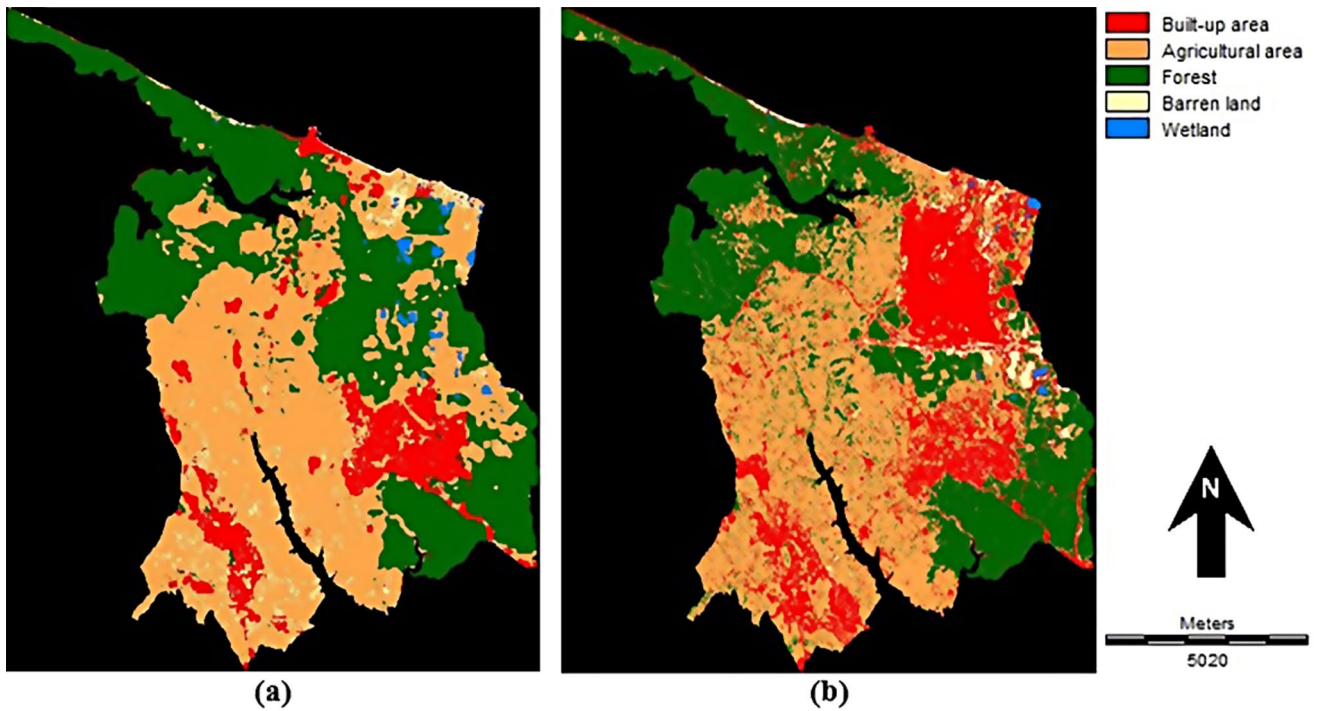 Built-up area
Agricultural area
Forest
Barren land
Wetland
N
Meters
5020
(a)
(b)